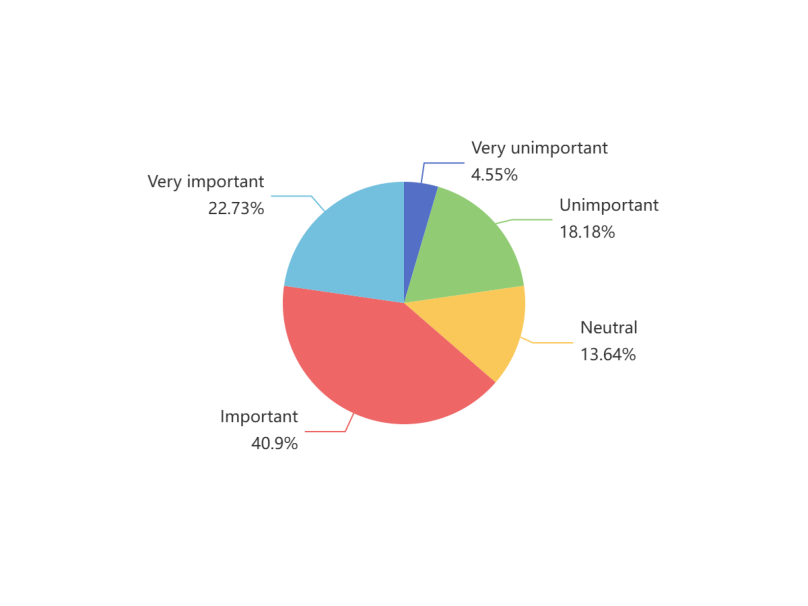 Very unimportant
4.55%
Unimportant
18.18%
Neutral
13.64%
Important
40.9%
Very important
22.73%